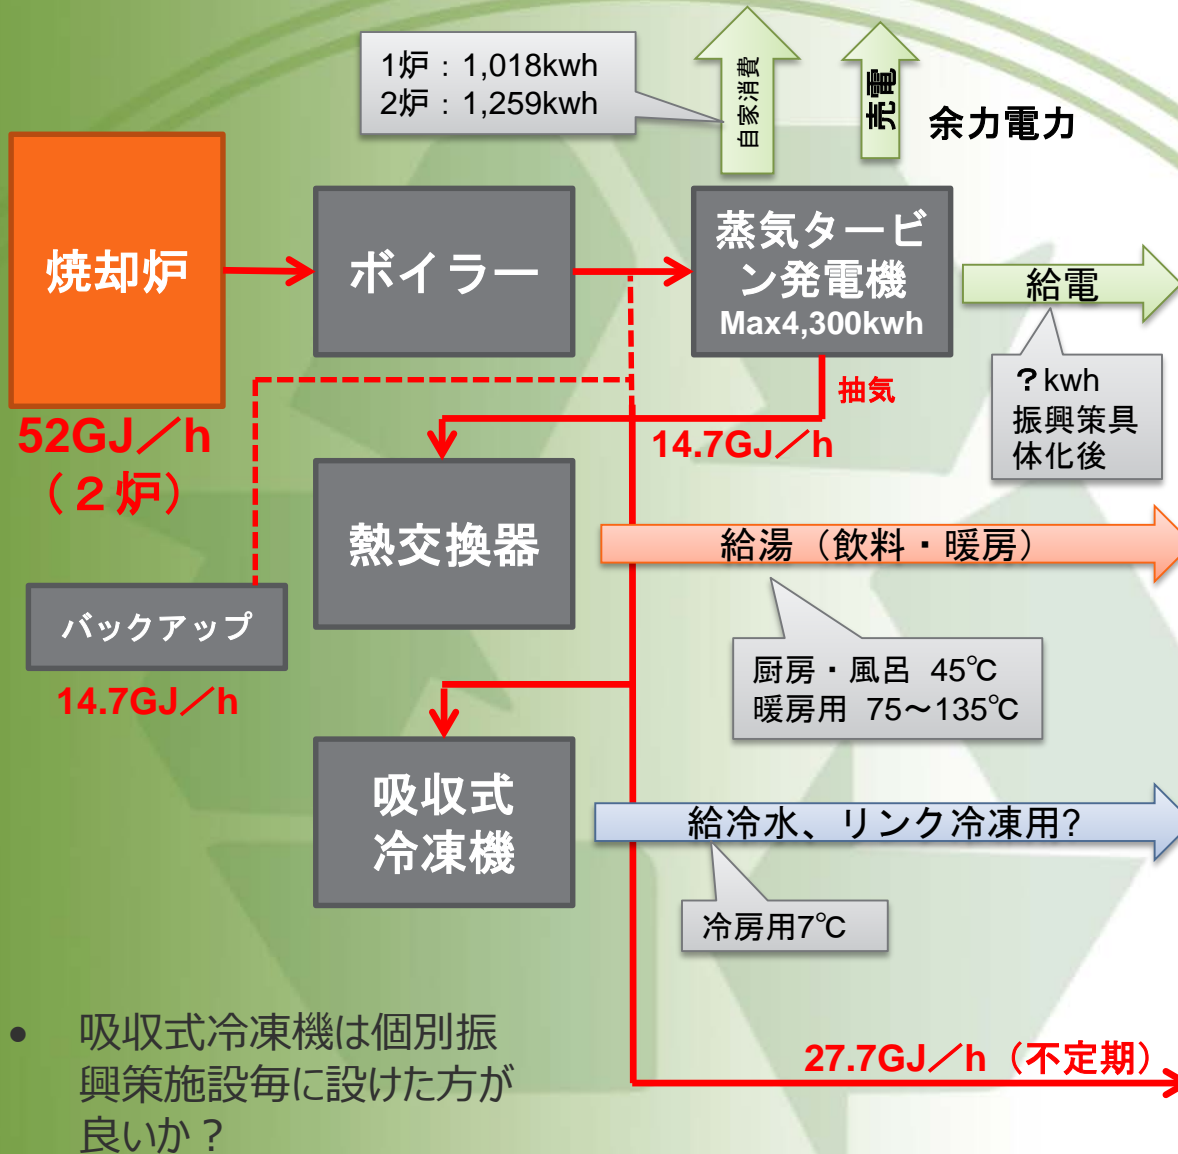 1炉：1,018kwh
2炉：1,259kwh
自家消費
売電
余力電力
焼却炉
ボイラー
蒸気タービ
ン発電機
Max4,300kwh
給電
？kwh
振興策具
体化後
抽気
52GJ／h
（２炉）
14.7GJ／h
熱交換器
給湯（飲料・暖房）
バックアップ
14.7GJ／h
厨房・風呂 45℃
暖房用 75～135℃
吸収式
冷凍機
給冷水、リンク冷凍用?
冷房用7℃
• 吸収式冷凍機は個別振
興策施設毎に設けた方が
良いか？
27.7GJ／h（不定期）